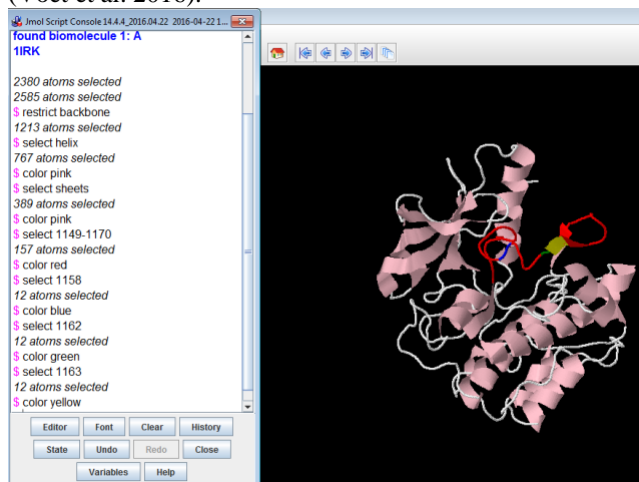 (Voet et al. 2016).
Jmol Script Console 14.4.4_2016.04.22 2016-04-22 1...
found biomolecule 1: A
1IRK
2380 atoms selected
2585 atoms selected
$ restrict backbone
1213 atoms selected
$ select helix
767 atoms selected
$ color pink
$ select sheets
389 atoms selected
$ color pink
$ select 1149-1170
157 atoms selected
$ color red
$ select 1158
12 atoms selected
$ color blue
$ select 1162
12 atoms selected
$ color green
$ select 1163
12 atoms selected
$ color yellow
Editor Font Clear History
State Undo Redo Close
Variables Help